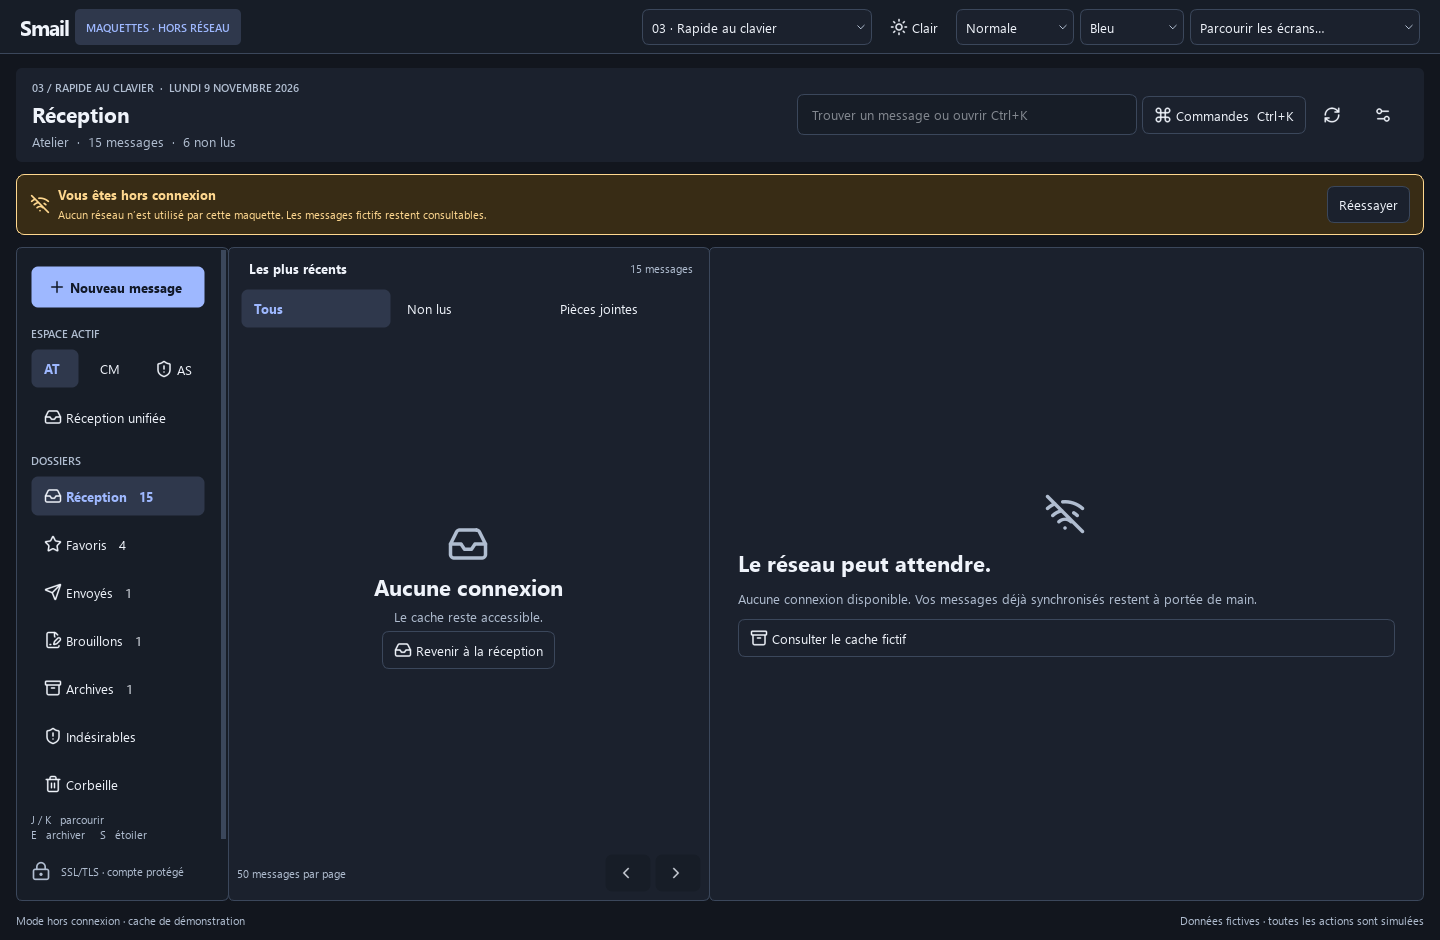 Smail
MAQUETTES · HORS RÉSEAU
03 · Rapide au clavier
Clair
Normale
Bleu
Parcourir les écrans...
03 / RAPIDE AU CLAVIER · LUNDI 9 NOVEMBRE 2026
Réception
Atelier · 15 messages · 6 non lus
Trouver un message ou ouvrir Ctrl+K
Commandes Ctrl+K
Vous êtes hors connexion
Aucun réseau n'est utilisé par cette maquette. Les messages fictifs restent consultables.
Réessayer
Nouveau message
ESPACE ACTIF
AT
CM
AS
Réception unifiée
DOSSIERS
Réception 15
Favoris 4
Envoyés 1
Brouillons 1
Archives 1
Indésirables
Corbeille
J / K parcourir
E archiver S étoiler
SSL/TLS · compte protégé
Les plus récents
15 messages
Tous
Non lus
Pièces jointes
Aucune connexion
Le cache reste accessible.
Revenir à la réception
50 messages par page
Le réseau peut attendre.
Aucune connexion disponible. Vos messages déjà synchronisés restent à portée de main.
Consulter le cache fictif
Mode hors connexion · cache de démonstration
Données fictives · toutes les actions sont simulées